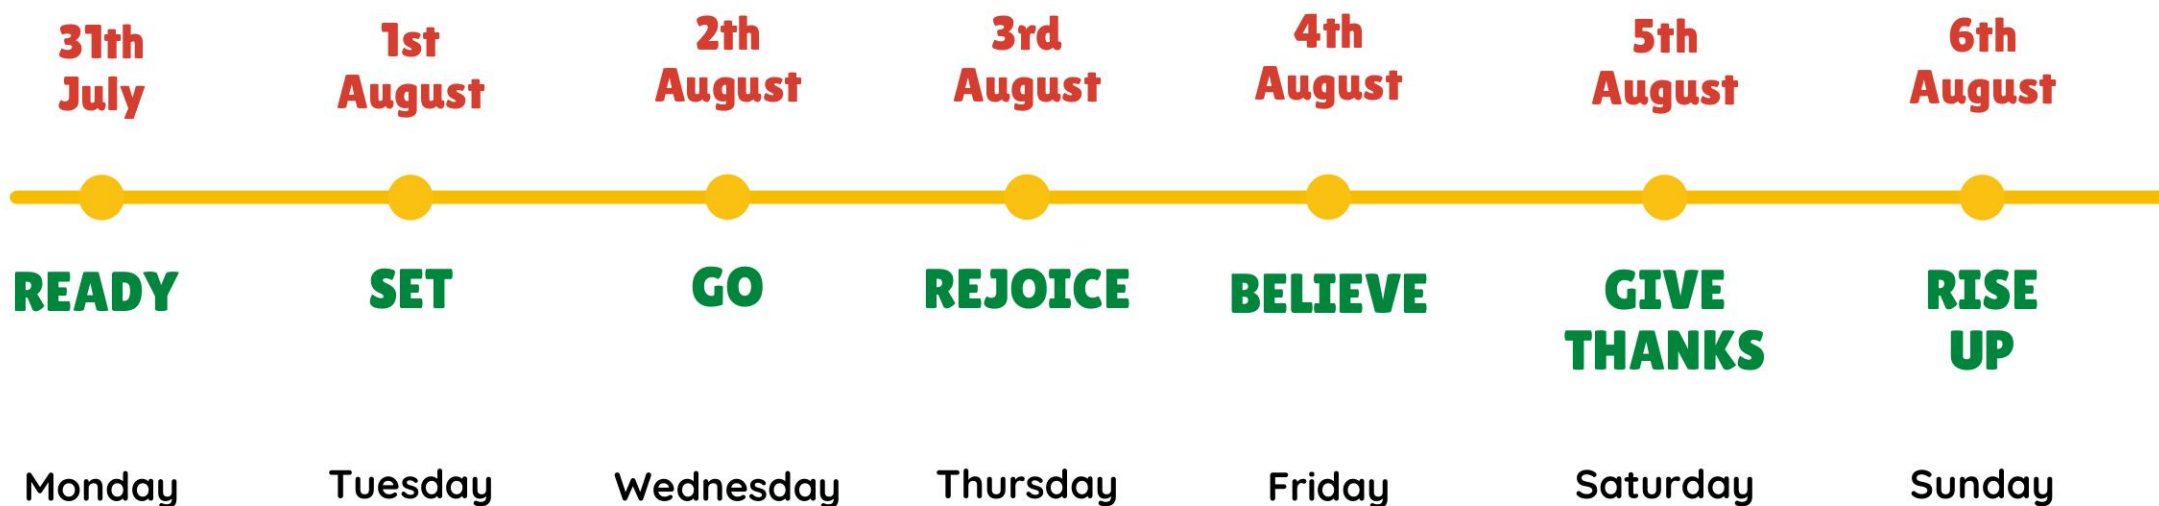 31th
July
1st
August
2th
August
3rd
August
4th
August
5th
August
6th
August
READY
SET
GO
REJOICE
BELIEVE
GIVE
THANKS
RISE
UP
Monday
Tuesday
Wednesday
Thursday
Friday
Saturday
Sunday